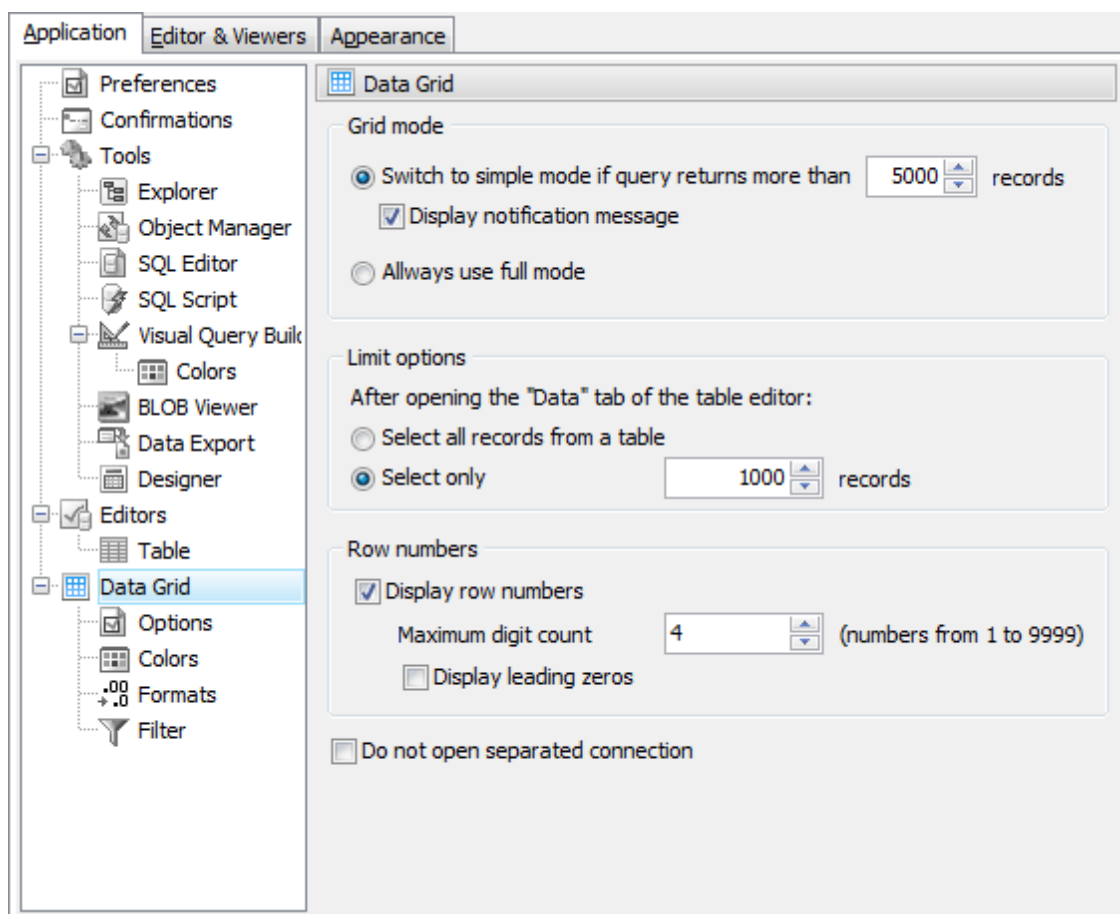 Application
Editor & Viewers
Appearance
Preferences
Confirmations
Tools
Explorer
Object Manager
SQL Editor
SQL Script
Visual Query Build
Colors
BLOB Viewer
Data Export
Designer
Editors
Table
Data Grid
Options
Colors
.00 .0 Formats
Filter
Data Grid
Grid mode
Switch to simple mode if query returns more than 5000 records
Display notification message
Allways use full mode
Limit options
After opening the "Data" tab of the table editor:
Select all records from a table
Select only 1000 records
Row numbers
Display row numbers
Maximum digit count 4 (numbers from 1 to 9999)
Display leading zeros
Do not open separated connection